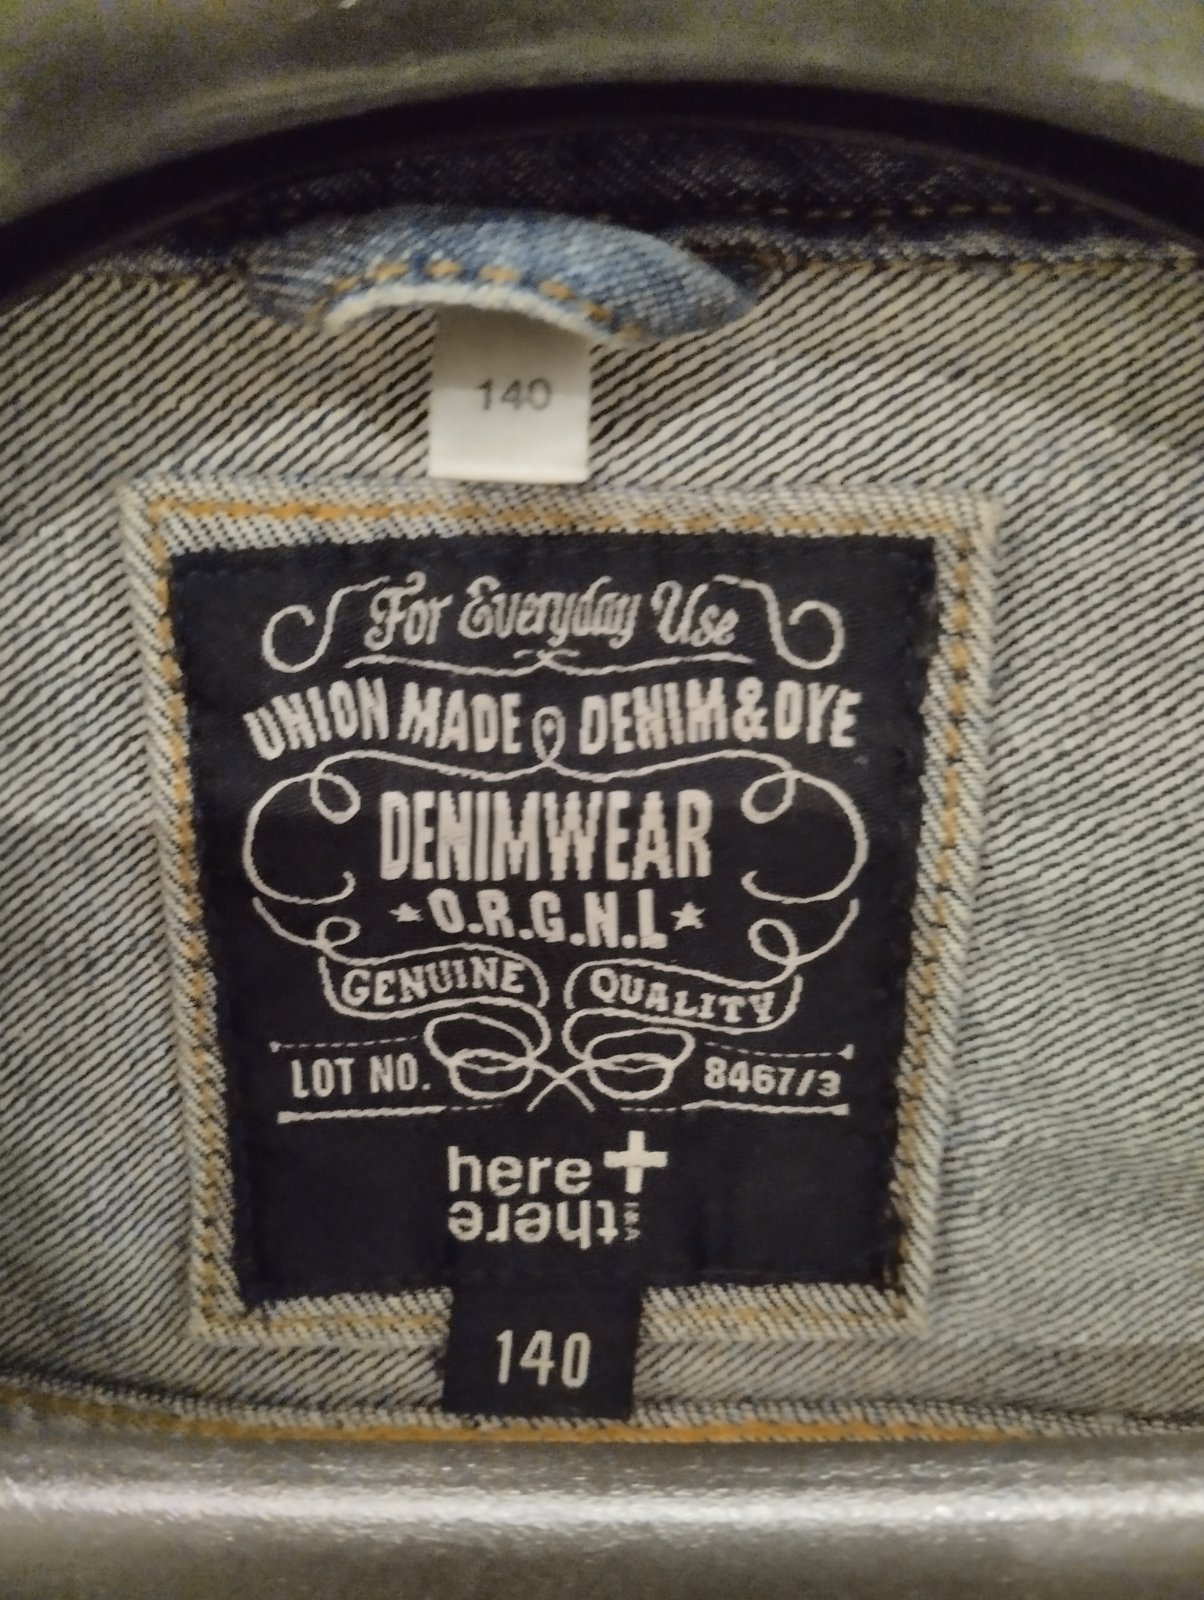 140
For Everyday Use
UNION MADE DENIM & DYE
DENIMWEAR
O.R.G.N.L
GENUINE QUALITY
LOT NO. 8467/3
here +
there
140